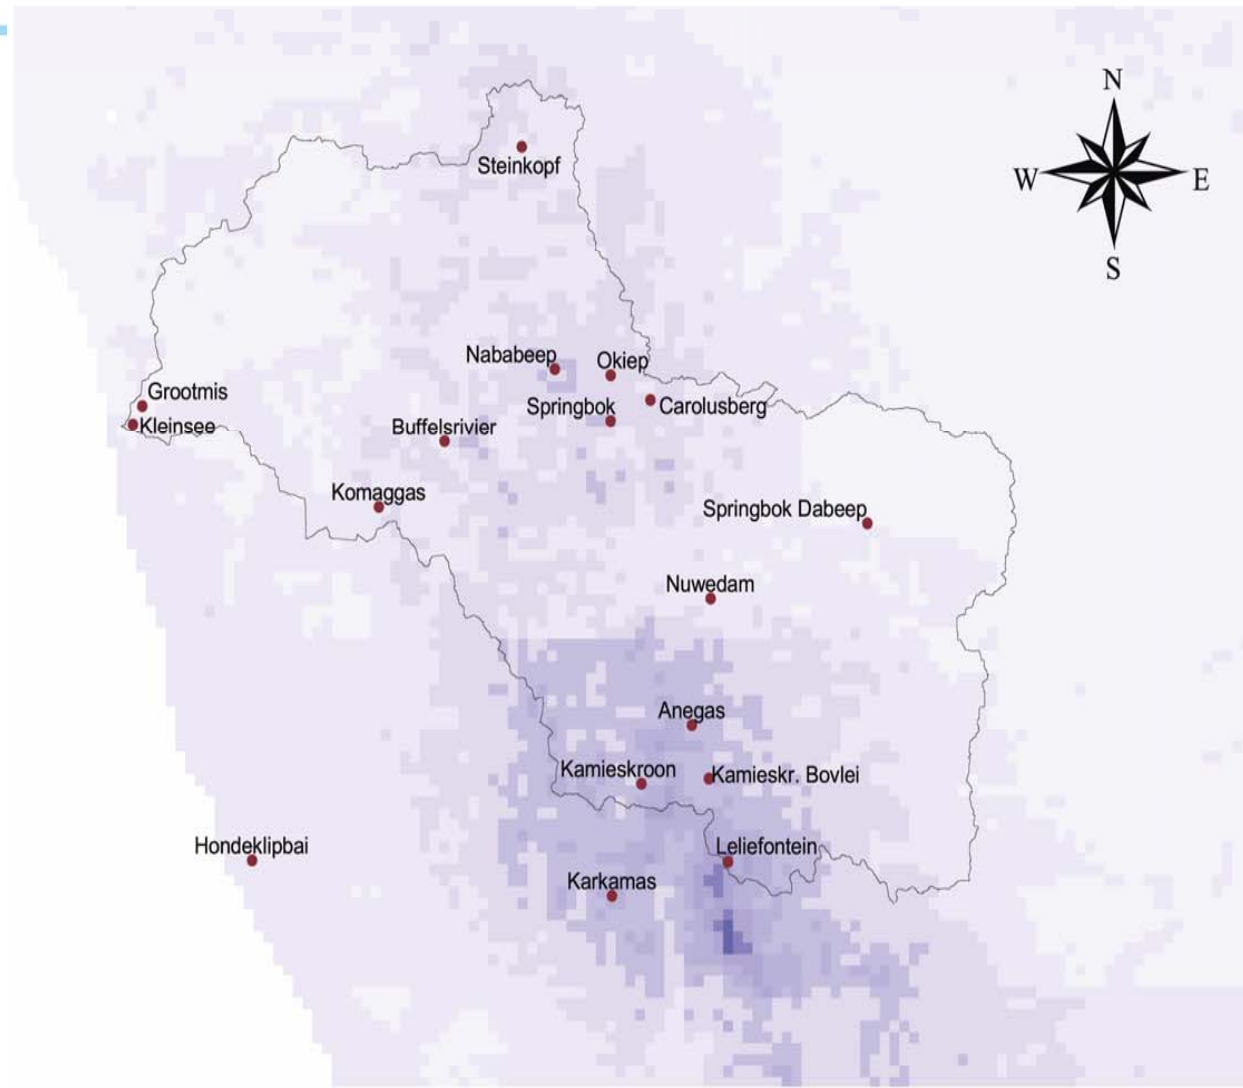 N
W
E
S
Steinkopf
Nababeep
Okiep
Grootmis
Carolusberg
Springbok
Kleinsee
Buffelsrivier
Komaggas
Springbok Dabeep
Nuwedam
Anegas
Kamieskroon
Kamieskr. Bovlei
Hondeklipbai
Leliefontein
Karkamas